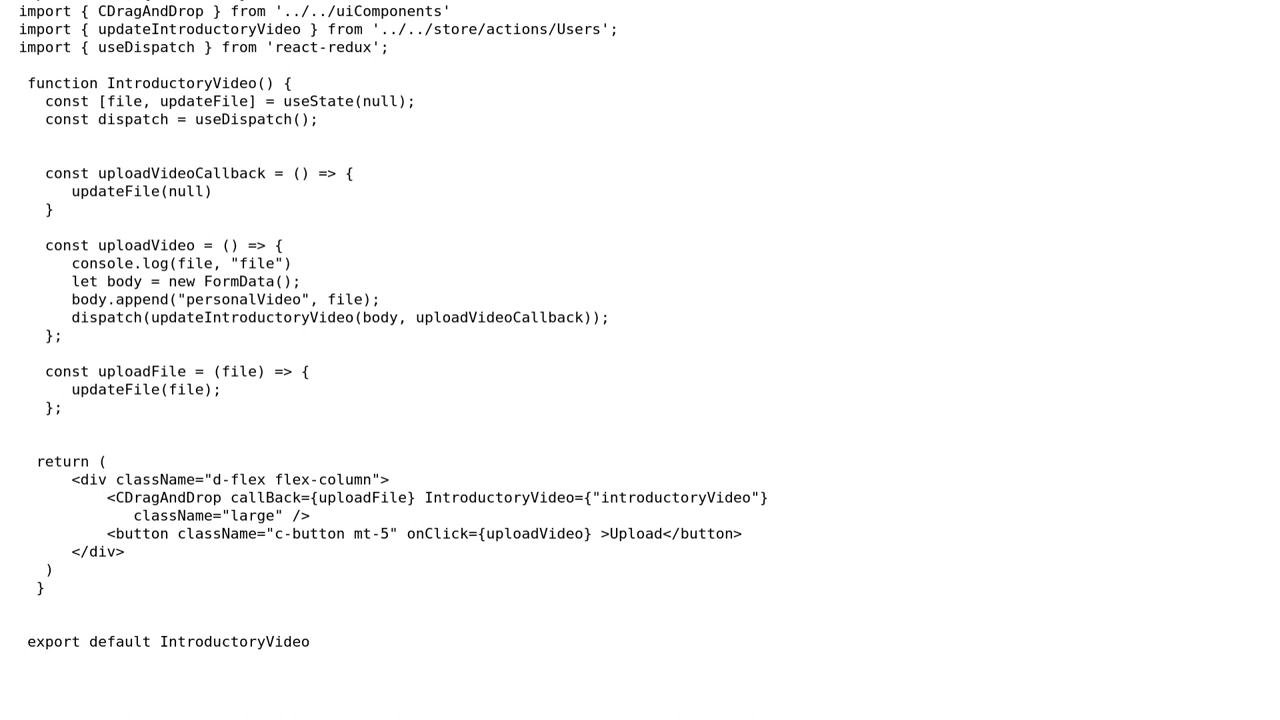 import { CDragAndDrop } from '../../uiComponents'
import { updateIntroductoryVideo } from '../../store/actions/Users';
import { useDispatch } from 'react-redux';
function IntroductoryVideo() {
const [file, updateFile] = useState(null);
const dispatch = useDispatch();
const uploadVideoCallback = () => {
updateFile(null)
}
const uploadVideo = () => {
console.log(file, "file")
let body = new FormData();
body.append("personalVideo", file);
dispatch(updateIntroductoryVideo(body, uploadVideoCallback));
};
const uploadFile = (file) => {
updateFile(file);
};
return (
<div className="d-flex flex-column">
<CDragAndDrop callBack={uploadFile} IntroductoryVideo={"introductoryVideo"}
className="large" />
<button className="c-button mt-5" onClick={uploadVideo} >Upload</button>
</div>
)
}
export default IntroductoryVideo